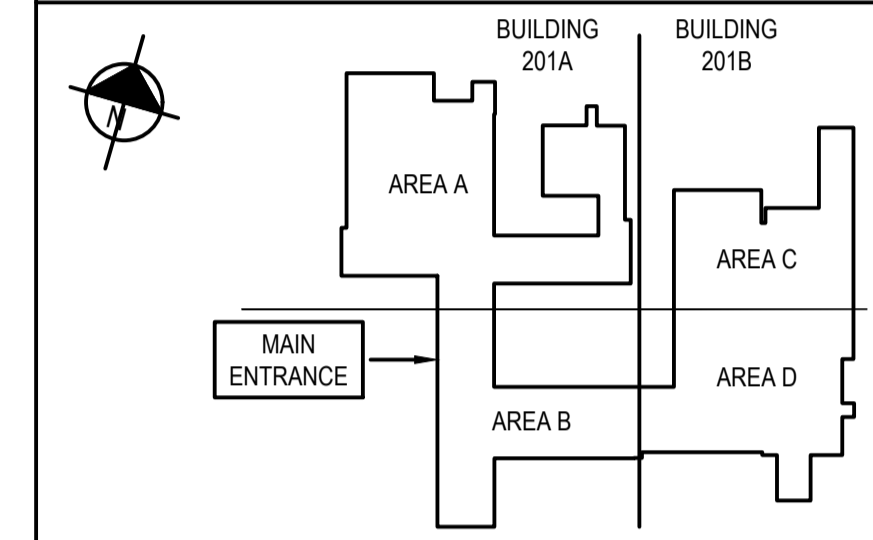 BUILDING
201A
BUILDING
201B
N
AREA A
AREA C
MAIN
ENTRANCE
AREA D
AREA B